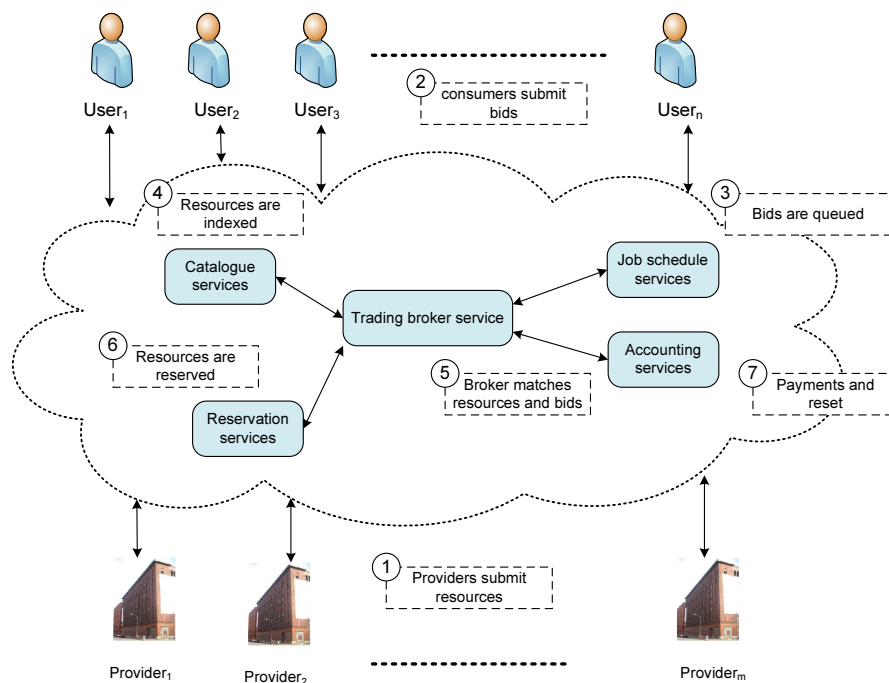 User1
User2
User3
Usern
2
consumers submit
bids
4
Resources are
indexed
3
Bids are queued
Catalogue
services
Job schedule
services
Trading broker service
6
Resources are
reserved
Accounting
services
5
Broker matches
resources and bids
7
Payments and
reset
Reservation
services
1
Providers submit
resources
Provider1
Provider2
Providerm